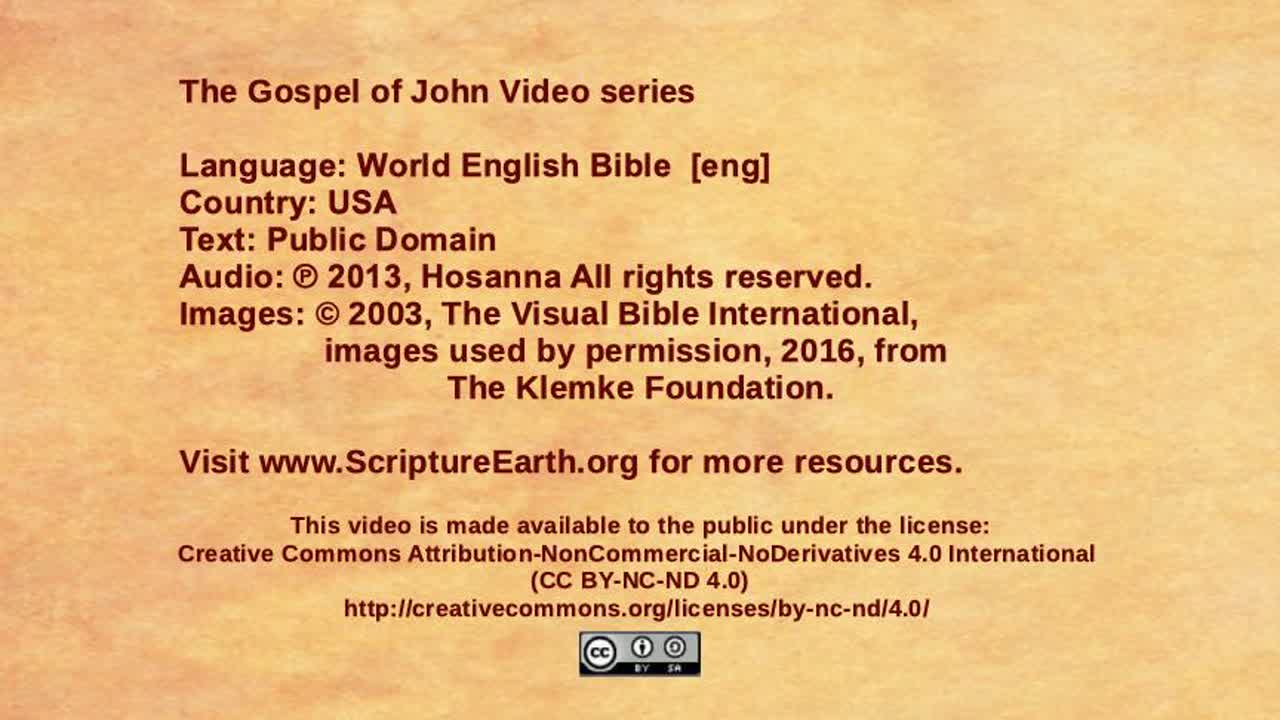 The Gospel of John Video series
Language: World English Bible [eng]
Country: USA
Text: Public Domain
Audio: ℗ 2013, Hosanna All rights reserved.
Images: © 2003, The Visual Bible International,
images used by permission, 2016, from
The Klemke Foundation.
Visit www.ScriptureEarth.org for more resources.
This video is made available to the public under the license:
Creative Commons Attribution-NonCommercial-NoDerivatives 4.0 International
(CC BY-NC-ND 4.0)
http://creativecommons.org/licenses/by-nc-nd/4.0/
cc BY SA